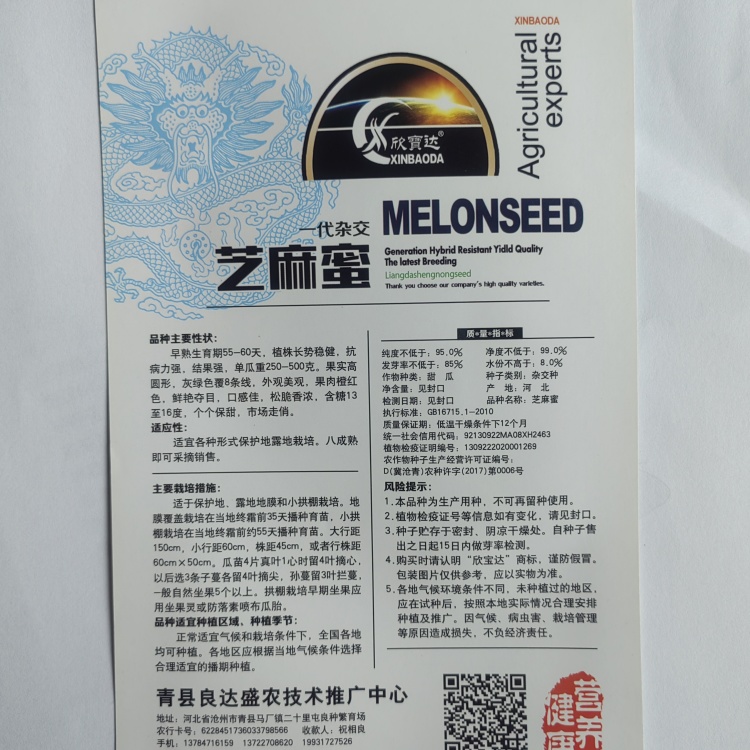 XINBAODA
Agricultural
experts
欣寶达®
XINBAODA
一代杂交
MELONSEED
芝麻蜜
Generation Hybrid Resistant Yidld Quality
The latest Breeding
Liangdashengnongseed
Thank you choose our company's high quality varieties.
品种主要性状：
早熟生育期55—60天，植株长势稳健，抗
病力强，结果强，单瓜重250—500克。果实高
圆形，灰绿色覆8条线，外观美观，果肉橙红
色，鲜艳夺目，口感佳，松脆香浓，含糖13
至16度，个个保甜，市场走俏。
适应性：
适宜各种形式保护地露地栽培。八成熟
即可采摘销售。
主要栽培措施：
适于保护地、露地地膜和小拱棚栽培。地
膜覆盖栽培在当地终霜前35天播种育苗，小拱
棚栽培在当地终霜前约55天播种育苗。大行距
150cm，小行距60cm，株距45cm，或者行株距
60cm×50cm。瓜苗4片真叶1心时留4叶摘心，
以后选3条子蔓各留4叶摘尖，孙蔓留3叶拦蔓，
一般自然坐果5个以上。拱棚栽培早期坐果应
用坐果灵或防落素喷布瓜胎。
品种适宜种植区域、种植季节：
正常适宜气候和栽培条件下，全国各地
均可种植。各地区应根据当地气候条件选择
合理适宜的播期种植。
质★量★指★标
纯度不低于：95.0% 净度不低于：99.0%
发芽率不低于：85% 水份不高于：8.0%
作物种类：甜 瓜 种子类别：杂交种
净含量：见封口 产 地：河 北
检测日期：见封口 品种名称：芝麻蜜
执行标准：GB16715.1-2010
质量保证期：低温干燥条件下12个月
统一社会信用代码：92130922MA08XH2463
植物检疫证明编号：1309222020001269
农作物种子生产经营许可证编号：
D(冀沧青)农种许字(2017)第0006号
风险提示：
1.本品种为生产用种，不可再留种使用。
2.植物检疫证号等信息如有变化，请见封口。
3.种子贮存于密封、阴凉干燥处。自种子售
出之日起15日内做芽率检测。
4.购买时请认明“欣宝达”商标，谨防假冒。
包装图片仅供参考，应以实物为准。
5.各地气候环境条件不同，未种植过的地区，
应在试种后，按照本地实际情况合理安排
种植及推广。因气候、病虫害、栽培管理
等原因造成损失，不负经济责任。
青县良达盛农技术推广中心
地址：河北省沧州市青县马厂镇二十里屯良种繁育场
农行卡号：6228451736033798566 收款人：祝相良
手机：13784716159 13722708620 19931727526
营养
健康